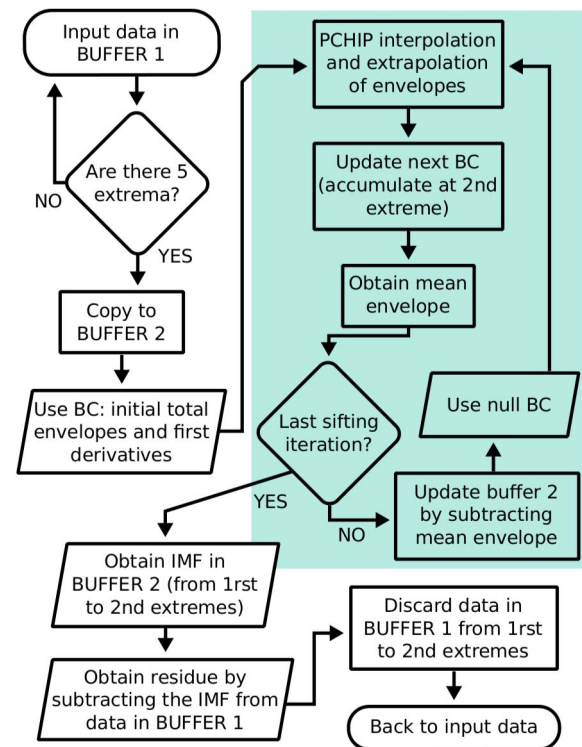 Input data in
BUFFER 1
Are there 5
extrema?
NO
YES
Copy to
BUFFER 2
Use BC: initial total
envelopes and first
derivatives
PCHIP interpolation
and extrapolation
of envelopes
Update next BC
(accumulate at 2nd
extreme)
Obtain mean
envelope
Last sifting
iteration?
Use null BC
YES
NO
Update buffer 2
by subtracting
mean envelope
Obtain IMF in
BUFFER 2 (from 1rst
to 2nd extremes)
Obtain residue by
subtracting the IMF from
data in BUFFER 1
Discard data in
BUFFER 1 from 1rst
to 2nd extremes
Back to input data